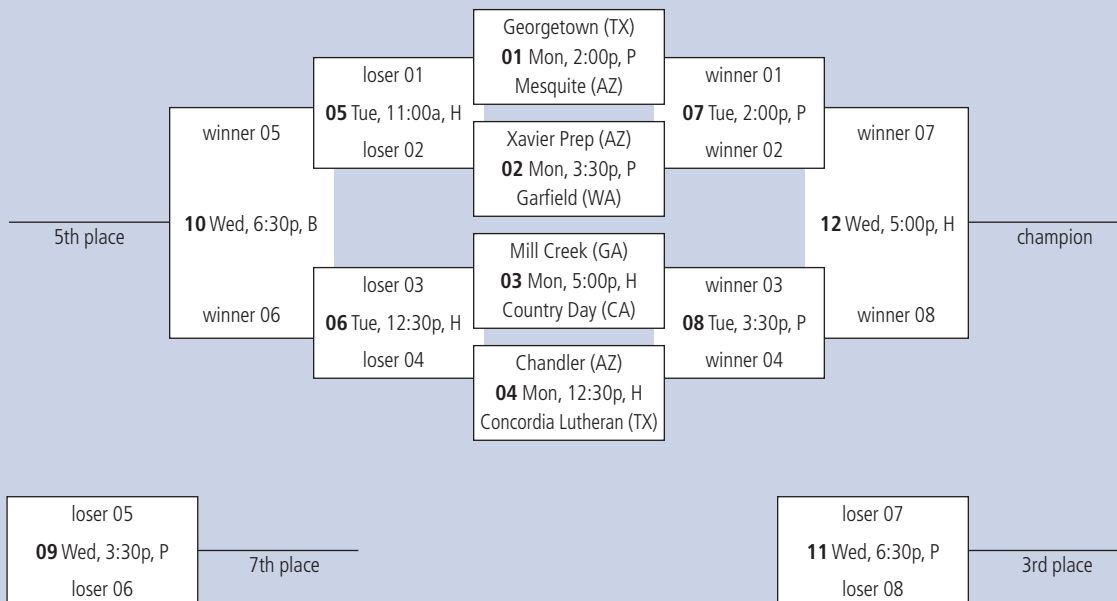 Georgetown (TX)
01 Mon, 2:00p, P
Mesquite (AZ)
loser 01
05 Tue, 11:00a, H
loser 02
winner 01
07 Tue, 2:00p, P
winner 02
Xavier Prep (AZ)
02 Mon, 3:30p, P
Garfield (WA)
winner 05
10 Wed, 6:30p, B
winner 06
5th place
winner 07
12 Wed, 5:00p, H
winner 08
champion
Mill Creek (GA)
03 Mon, 5:00p, H
Country Day (CA)
loser 03
06 Tue, 12:30p, H
loser 04
winner 03
08 Tue, 3:30p, P
winner 04
Chandler (AZ)
04 Mon, 12:30p, H
Concordia Lutheran (TX)
loser 05
09 Wed, 3:30p, P
loser 06
7th place
loser 07
11 Wed, 6:30p, P
loser 08
3rd place